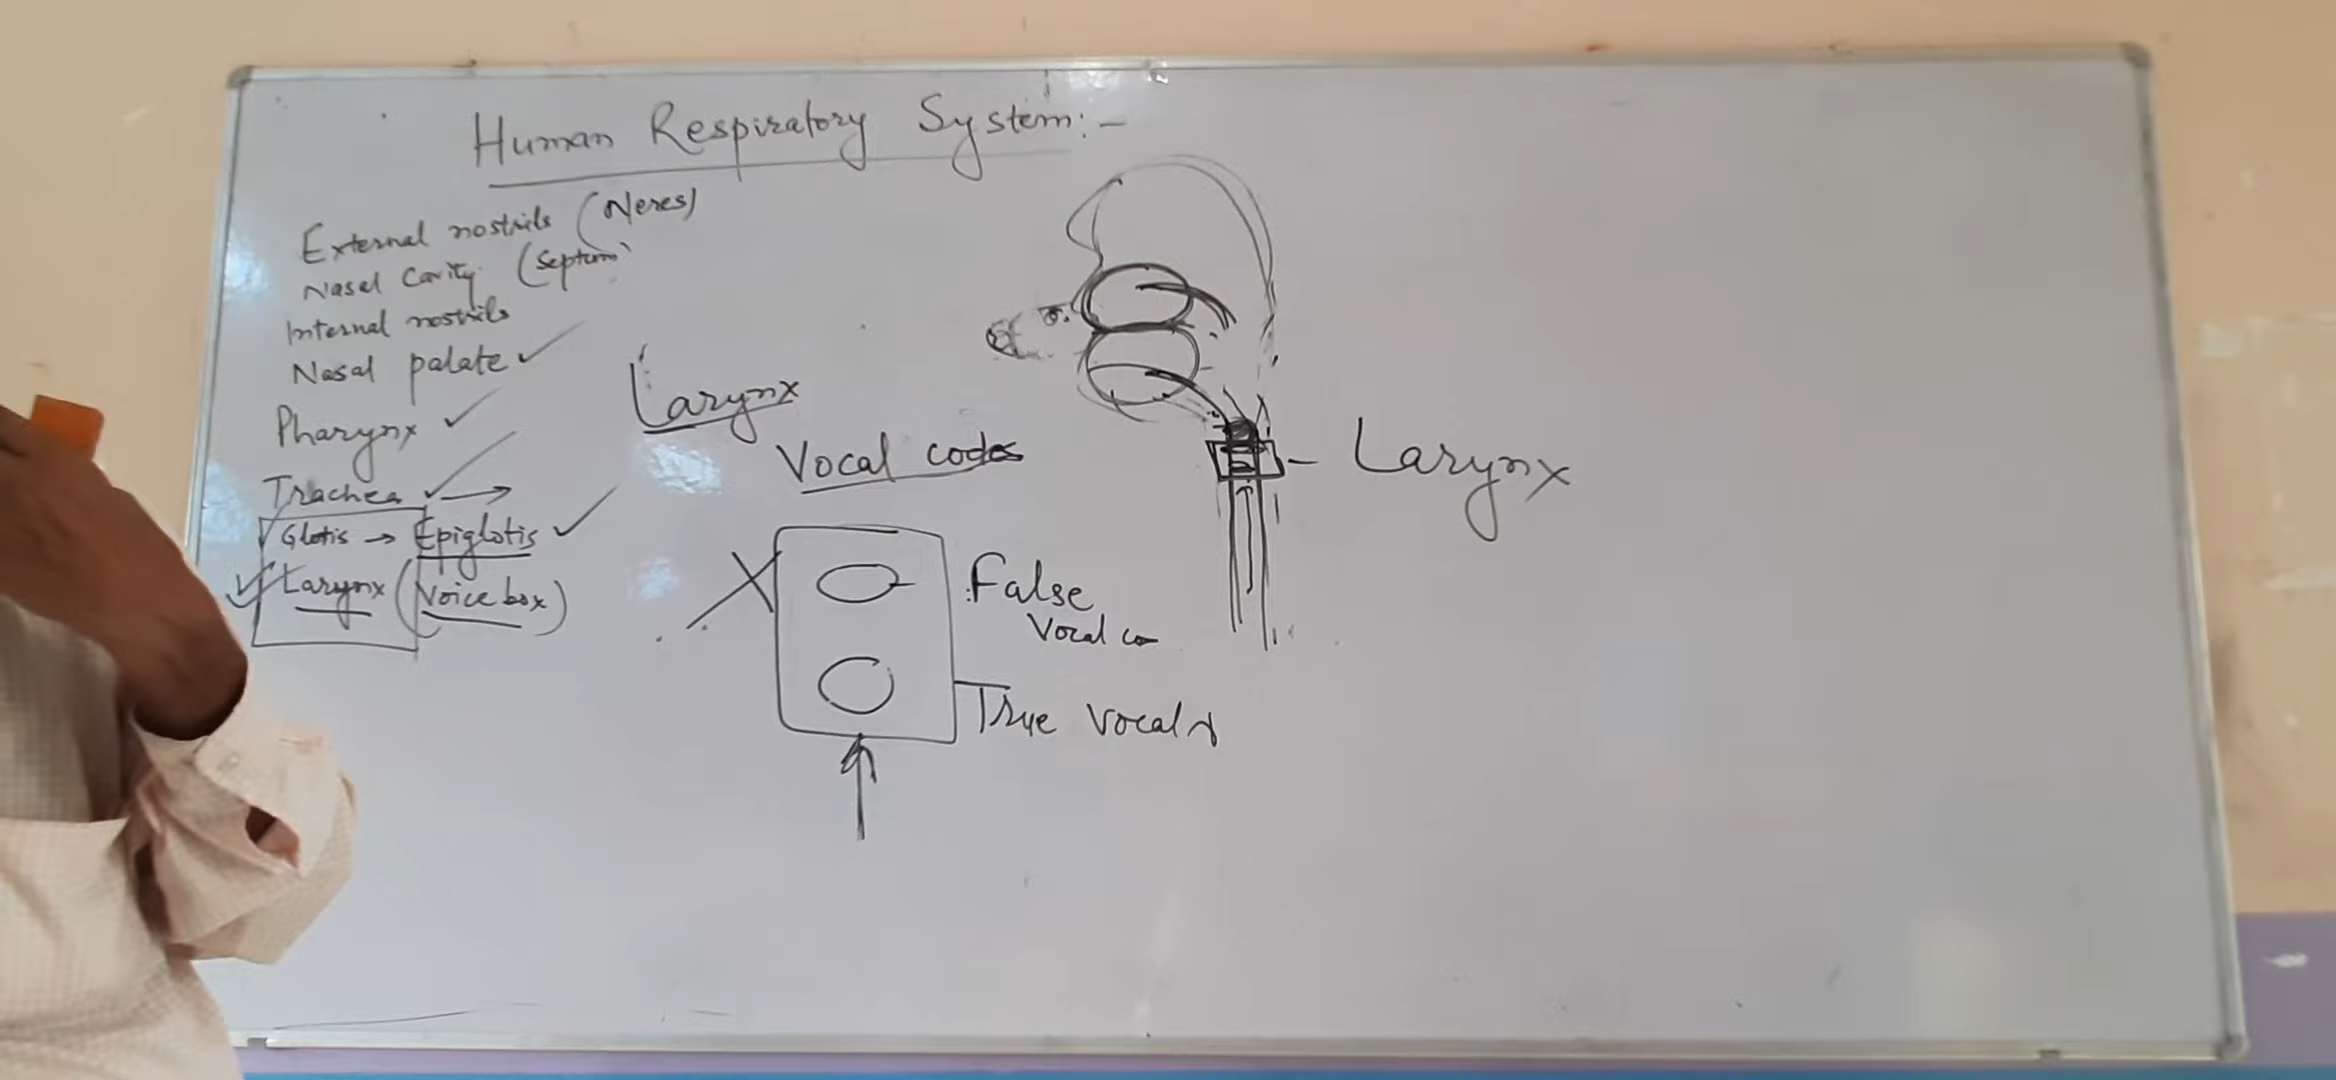 Human Respiratory System:-
External nostrils (Neres)
Nasal Cavity (Septum)
Internal nostrils
Nasal palate ✓
Pharynx ✓
Trachea ✓ →
Glotis → Epiglotis ✓
✓ Larynx (Voice box)
Larynx
Vocal codes
False
Vocal co
True Vocal
- Larynx